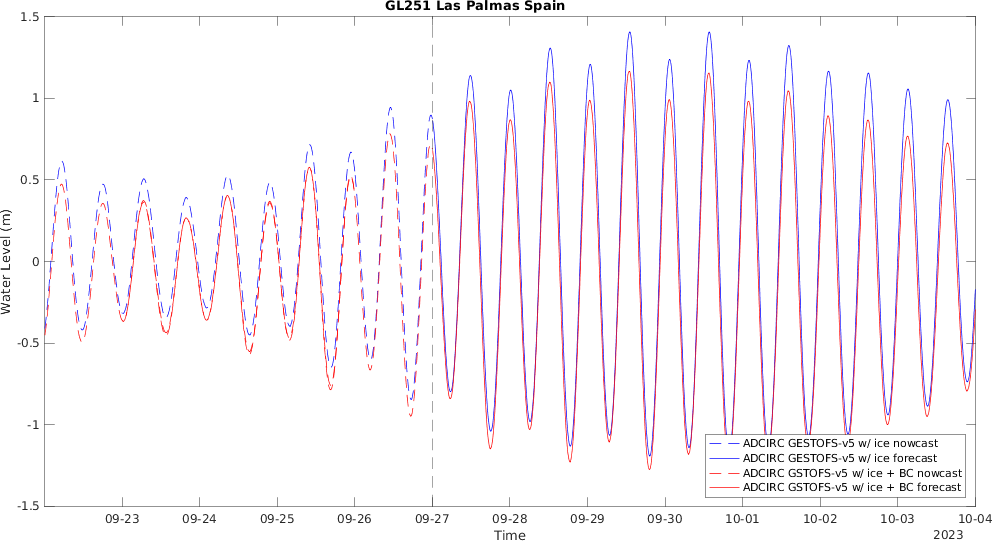 GL251 Las Palmas Spain
1.5
1
0.5
0
-0.5
-1
-1.5
Water Level (m)
ADCIRC GESTOFS-v5 w/ ice nowcast
ADCIRC GESTOFS-v5 w/ ice forecast
ADCIRC GSTOFS-v5 w/ ice + BC nowcast
ADCIRC GSTOFS-v5 w/ ice + BC forecast
09-23 09-24 09-25 09-26 09-27 09-28 09-29 09-30 10-01 10-02 10-03 10-04
Time
2023